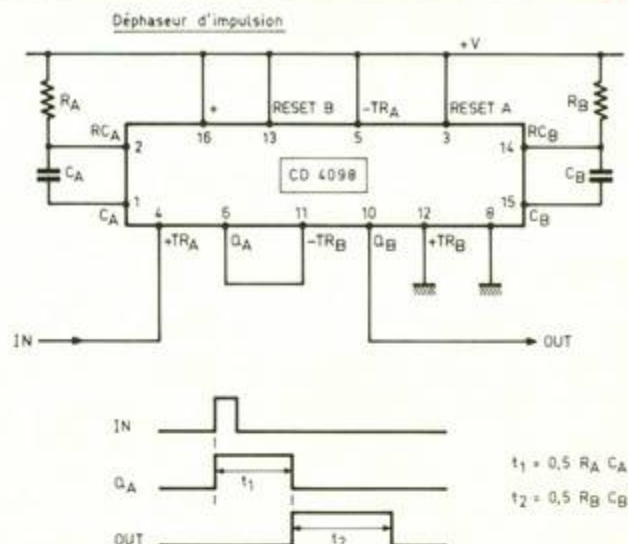 Déphaseur d'impulsion
+V
RA
RCA
+
RESET B
-TRA
RESET A
RCB
RB
2
16
13
5
3
14
CA
CD 4098
CB
1
15
CA
4
6
11
10
12
8
CB
+TRA
QA
-TRB
QB
+TRB
IN
OUT
IN
QA
t1
t1 = 0,5 RA CA
t2 = 0,5 RB CB
OUT
t2